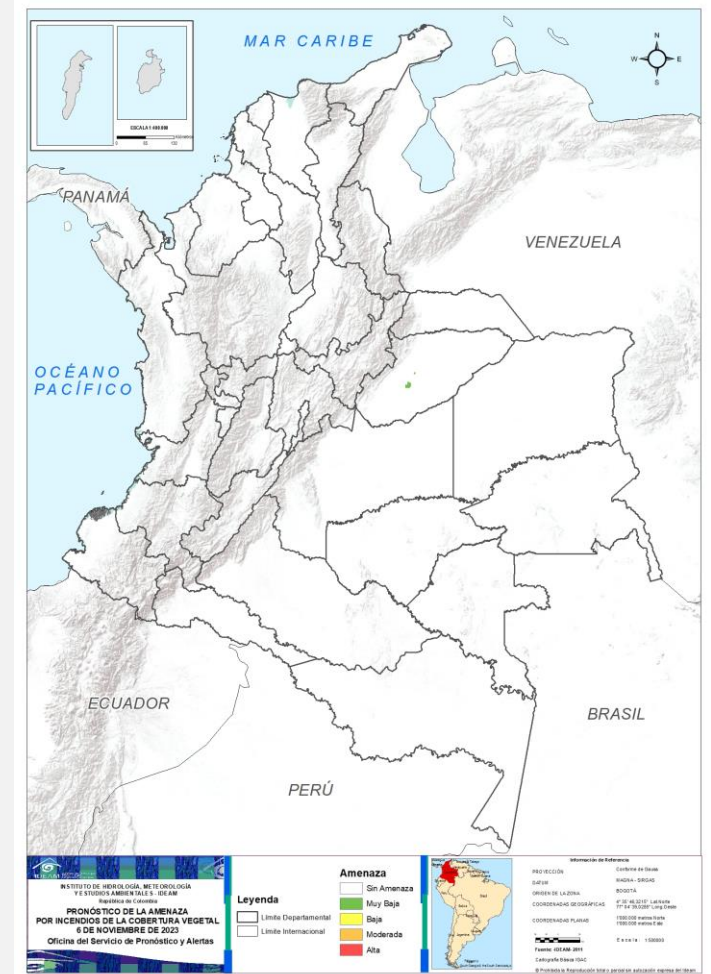 MAR CARIBE
N
W
E
S
PANAMÁ
VENEZUELA
OCÉANO
PACÍFICO
ECUADOR
BRASIL
PERÚ
INSTITUTO DE HIDROLOGÍA, METEOROLOGÍA
Y ESTUDIOS AMBIENTALES - IDEAM
República de Colombia
PRONÓSTICO DE LA AMENAZA
POR INCENDIOS DE LA COBERTURA VEGETAL
6 DE NOVIEMBRE DE 2023
Oficina del Servicio de Pronóstico y Alertas
Leyenda
Límite Departamental
Límite Internacional
Amenaza
Sin Amenaza
Muy Baja
Baja
Moderada
Alta
Información de Referencia
PROYECCIÓN
Conforme de Gauss
DATUM
MAGNA - SIRGAS
ORIGEN DE LA ZONA
BOGOTÁ
COORDENADAS GEOGRÁFICAS
COORDENADAS PLANAS
Fuente: IDEAM- 2011
Cartografía Básica IGAC